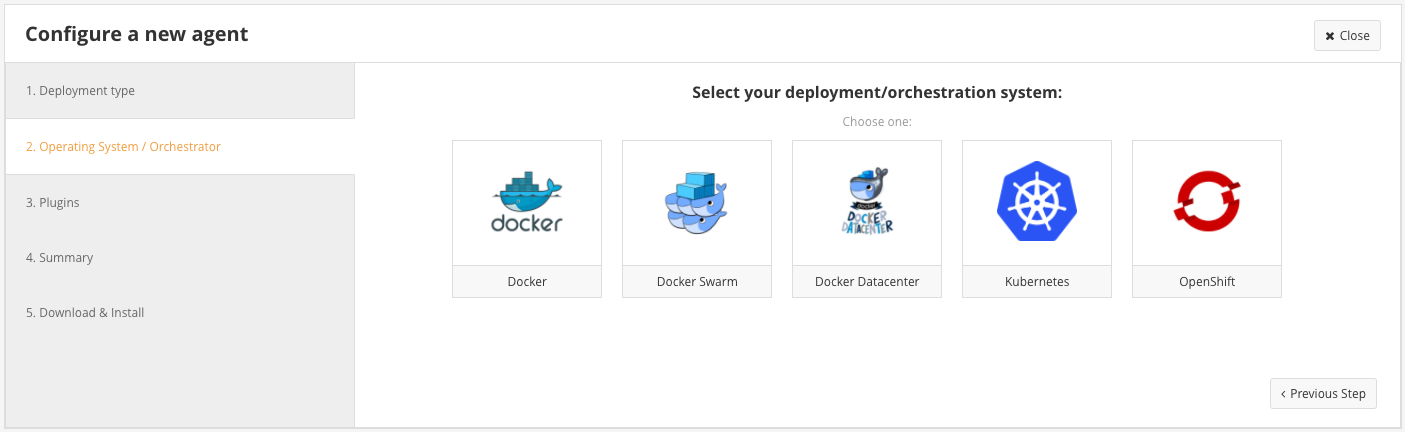 Configure a new agent
✖ Close
1. Deployment type
2. Operating System / Orchestrator
3. Plugins
4. Summary
5. Download & Install
Select your deployment/orchestration system:
Choose one:
docker
docker
DOCKER
DATACENTER
Docker
Docker Swarm
Docker Datacenter
Kubernetes
OpenShift
‹ Previous Step